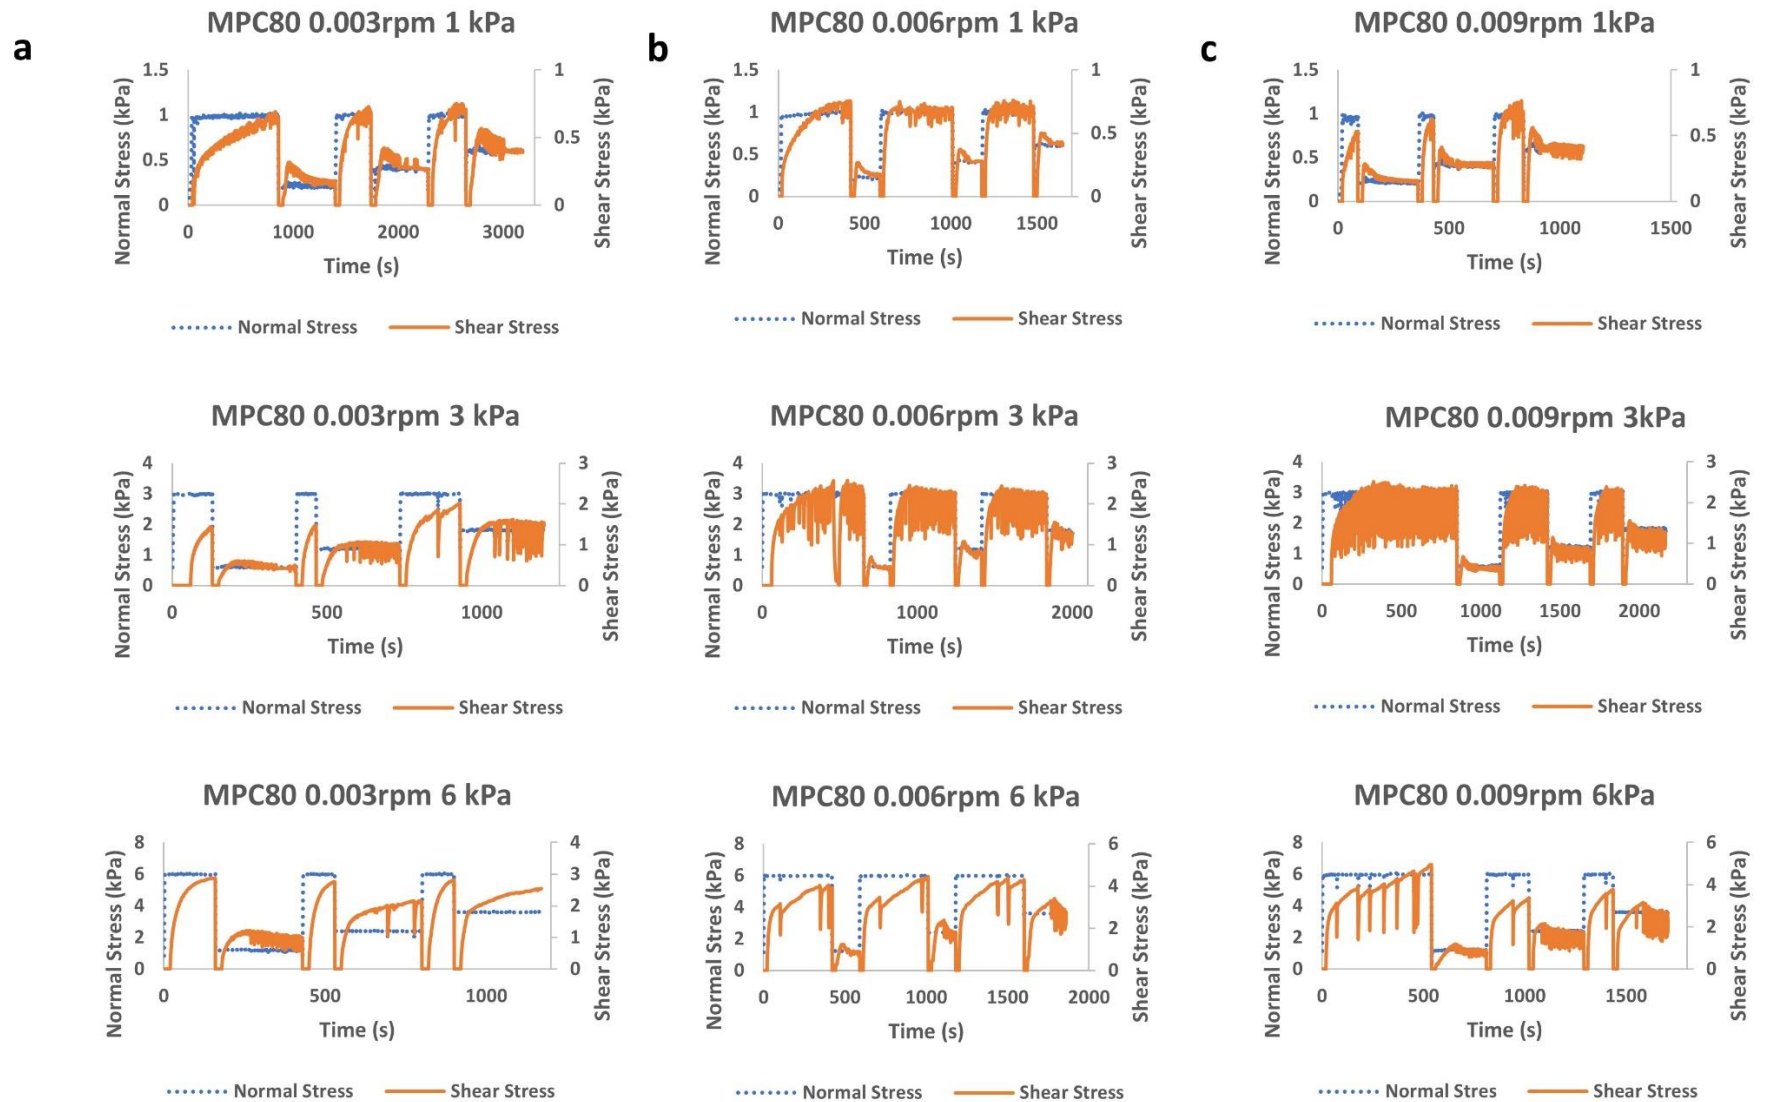 a
MPC80 0.003rpm 1 kPa
Normal Stress (kPa)
1.5
1
0.5
0
1
0.5
0
Shear Stress (kPa)
0 1000 2000 3000
Time (s)
Normal Stress Shear Stress
b
MPC80 0.006rpm 1 kPa
Normal Stress (kPa)
1.5
1
0.5
0
1
0.5
0
Shear Stress (kPa)
0 500 1000 1500
Time (s)
Normal Stress Shear Stress
c
MPC80 0.009rpm 1kPa
Normal Stress (kPa)
1.5
1
0.5
0
1
0.5
0
Shear Stress (kPa)
0 500 1000 1500
Time (s)
Normal Stress Shear Stress
MPC80 0.003rpm 3 kPa
Normal Stress (kPa)
4
3
2
1
0
3
2
1
0
Shear Stress (kPa)
0 500 1000
Time (s)
Normal Stress Shear Stress
MPC80 0.006rpm 3 kPa
Normal Stress (kPa)
4
3
2
1
0
3
2
1
0
Shear Stress (kPa)
0 1000 2000
Time (s)
Normal Stress Shear Stress
MPC80 0.009rpm 3kPa
Normal Stress (kPa)
4
3
2
1
0
3
2
1
0
Shear Stress (kPa)
0 500 1000 1500 2000
Time (s)
Normal Stress Shear Stress
MPC80 0.003rpm 6 kPa
Normal Stress (kPa)
8
6
4
2
0
4
3
2
1
0
Shear Stress (kPa)
0 500 1000
Time (s)
Normal Stress Shear Stress
MPC80 0.006rpm 6 kPa
Normal Stres (kPa)
8
6
4
2
0
6
4
2
0
Shear Stress (kPa)
0 500 1000 1500 2000
Time (s)
Normal Stress Shear Stress
MPC80 0.009rpm 6kPa
Normal Stress (kPa)
8
6
4
2
0
6
4
2
0
Shear Stress (kPa)
0 500 1000 1500
Time (s)
Normal Stres Shear Stress